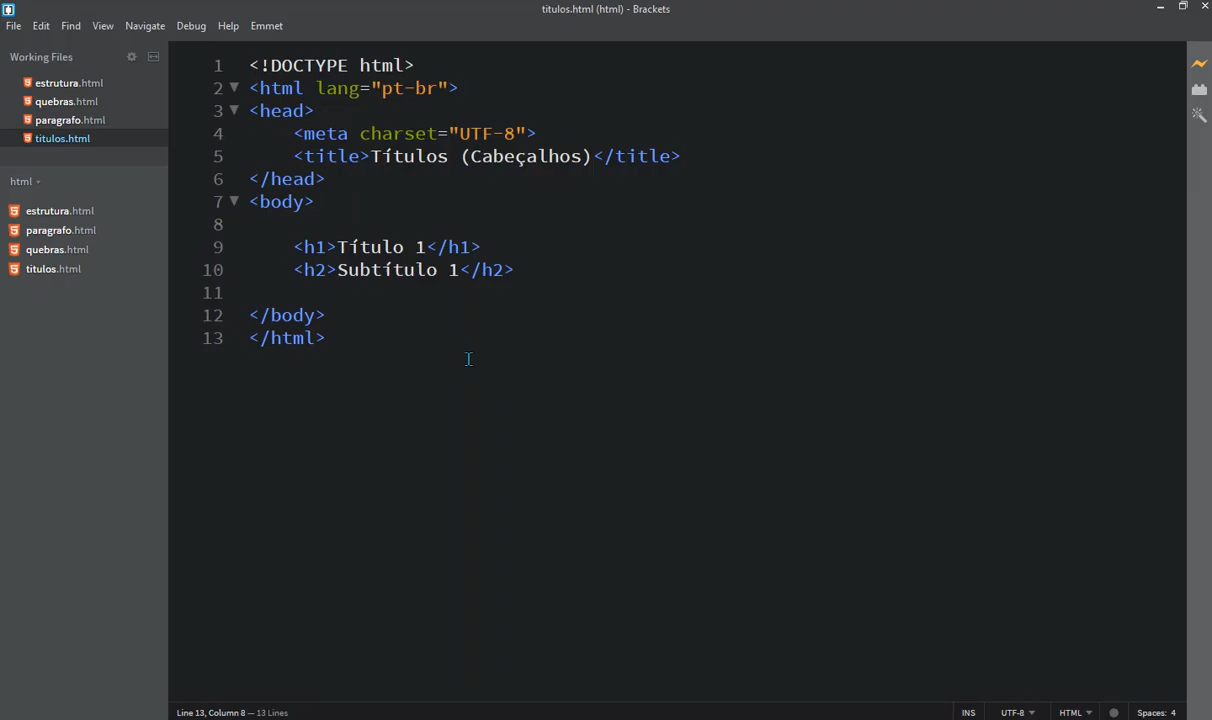 titulos.html (html) - Brackets
File Edit Find View Navigate Debug Help Emmet
Working Files
estrutura.html
quebras.html
paragrafo.html
titulos.html
html
estrutura.html
paragrafo.html
quebras.html
titulos.html
1 <!DOCTYPE html>
2 <html lang="pt-br">
3 <head>
4 <meta charset="UTF-8">
5 <title>Títulos (Cabeçalhos)</title>
6 </head>
7 <body>
8
9 <h1>Título 1</h1>
10 <h2>Subtítulo 1</h2>
11
12 </body>
13 </html>
Line 13, Column 8 — 13 Lines
INS UTF-8 HTML Spaces: 4